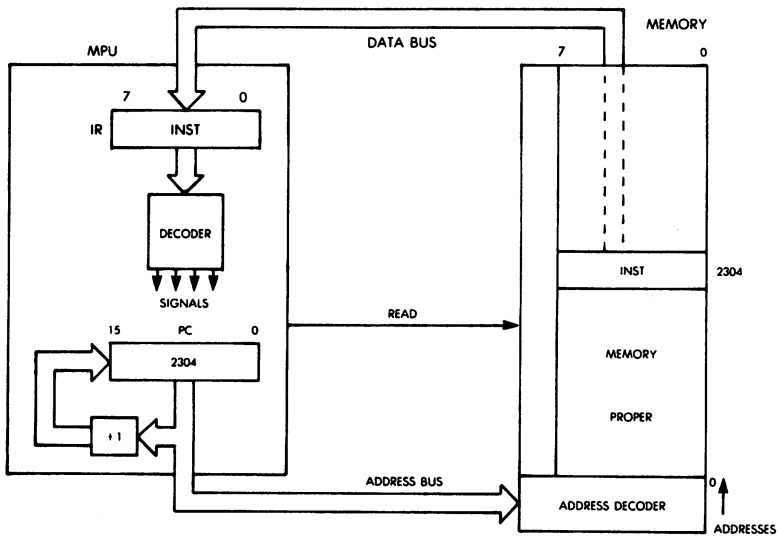 MEMORY
DATA BUS
MPU
7 0
7 0
IR INST
DECODER
INST 2304
SIGNALS
READ
15 PC 0
2304
MEMORY
PROPER
+1
ADDRESS BUS
0
ADDRESS DECODER
ADDRESSES